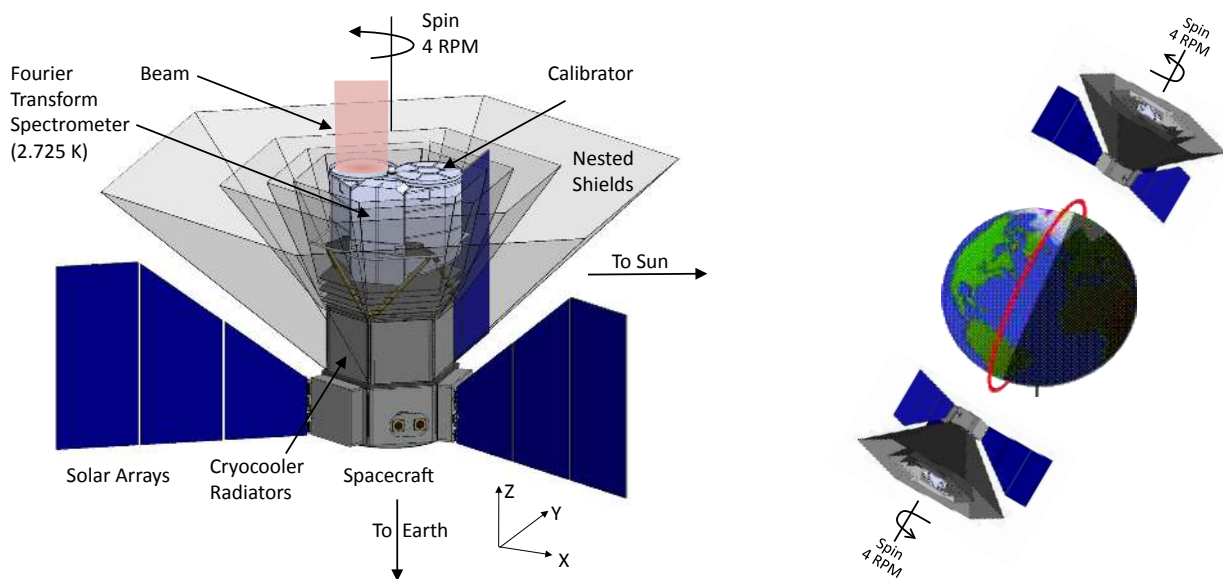 Spin
4 RPM
Fourier
Transform
Spectrometer
(2.725 K)
Beam
Calibrator
Nested
Shields
To Sun
Solar Arrays
Cryocooler
Radiators
Spacecraft
To Earth
Z
Y
X
Spin
4 RPM
Spin
4 RPM